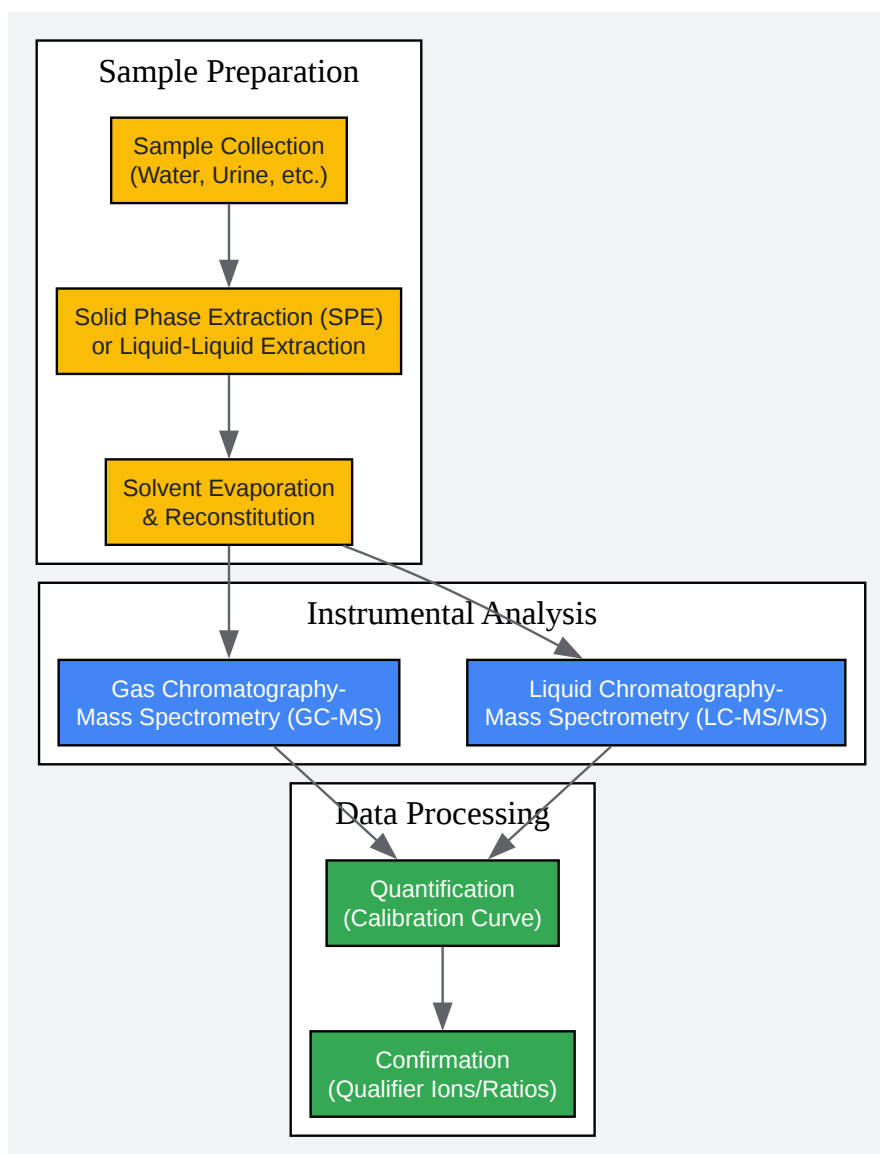 Sample Preparation
Sample Collection
(Water, Urine, etc.)
Solid Phase Extraction (SPE)
or Liquid-Liquid Extraction
Solvent Evaporation
& Reconstitution
Instrumental Analysis
Gas Chromatography-
Mass Spectrometry (GC-MS)
Liquid Chromatography-
Mass Spectrometry (LC-MS/MS)
Data Processing
Quantification
(Calibration Curve)
Confirmation
(Qualifier Ions/Ratios)